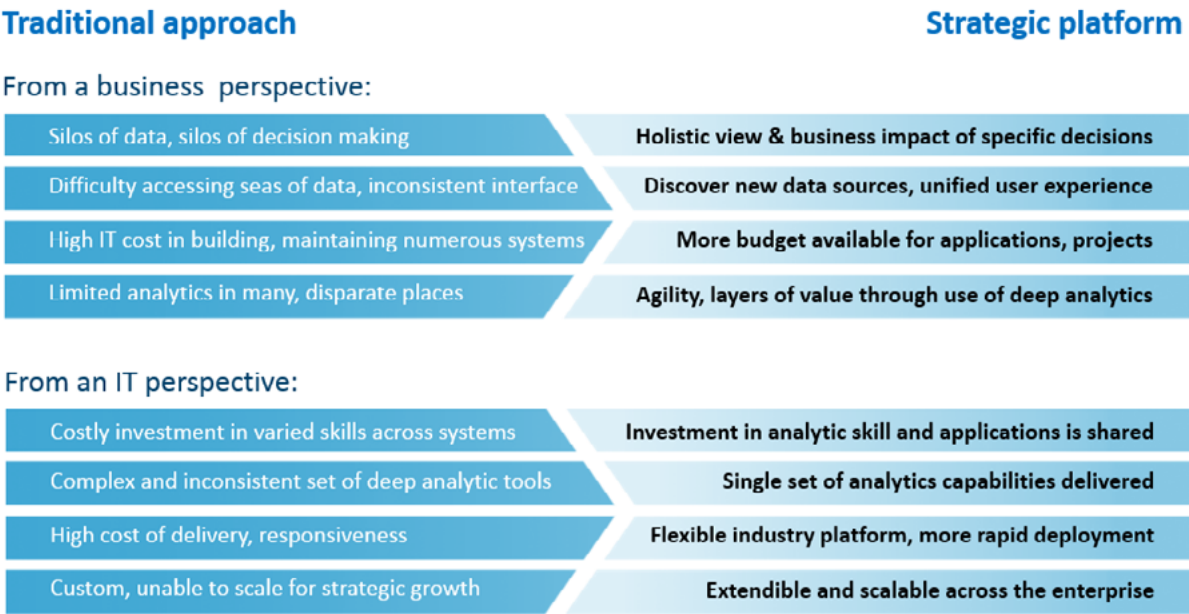 Traditional approach
Strategic platform
From a business perspective:
Silos of data, silos of decision making
Holistic view & business impact of specific decisions
Difficulty accessing seas of data, inconsistent interface
Discover new data sources, unified user experience
High IT cost in building, maintaining numerous systems
More budget available for applications, projects
Limited analytics in many, disparate places
Agility, layers of value through use of deep analytics
From an IT perspective:
Costly investment in varied skills across systems
Investment in analytic skill and applications is shared
Complex and inconsistent set of deep analytic tools
Single set of analytics capabilities delivered
High cost of delivery, responsiveness
Flexible industry platform, more rapid deployment
Custom, unable to scale for strategic growth
Extendible and scalable across the enterprise